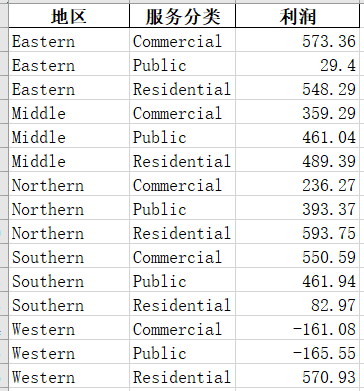 地区 服务分类 利润
Eastern Commercial 573.36
Eastern Public 29.4
Eastern Residential 548.29
Middle Commercial 359.29
Middle Public 461.04
Middle Residential 489.39
Northern Commercial 236.27
Northern Public 393.37
Northern Residential 593.75
Southern Commercial 550.59
Southern Public 461.94
Southern Residential 82.97
Western Commercial -161.08
Western Public -165.55
Western Residential 570.93